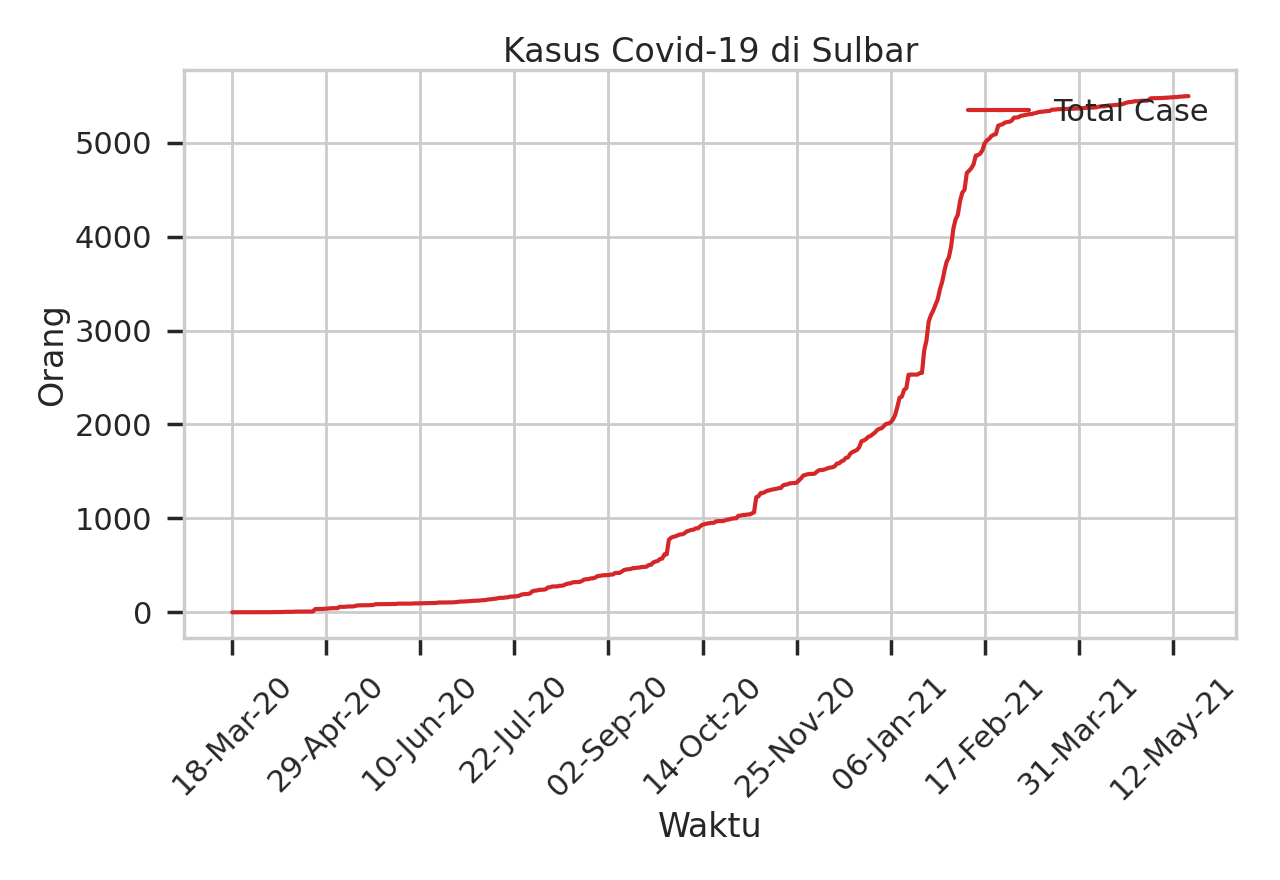 Kasus Covid-19 di Sulbar
Total Case
5000
4000
3000
2000
1000
0
Orang
18-Mar-20
29-Apr-20
10-Jun-20
22-Jul-20
02-Sep-20
14-Oct-20
25-Nov-20
06-Jan-21
17-Feb-21
31-Mar-21
12-May-21
Waktu